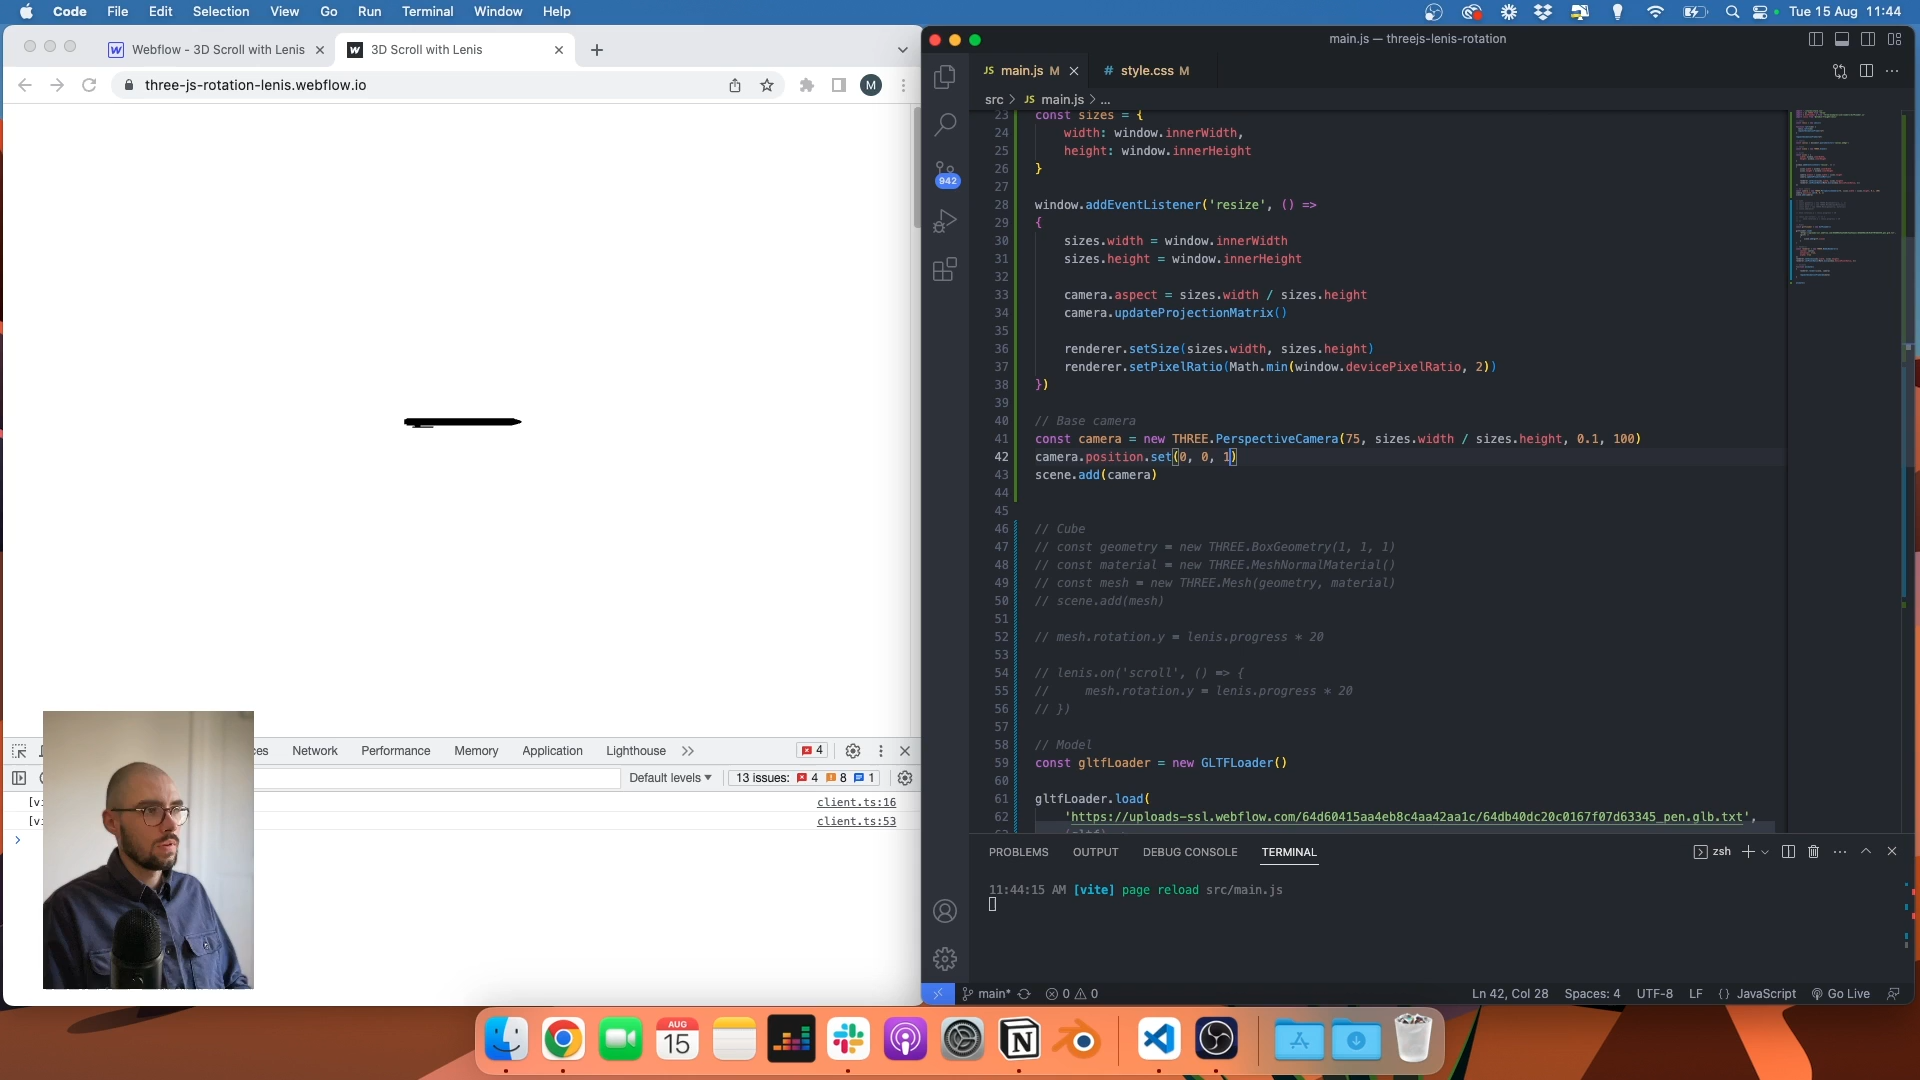 Code File Edit Selection View Go Run Terminal Window Help
Tue 15 Aug 11:44
Webflow - 3D Scroll with Lenis
3D Scroll with Lenis
three-js-rotation-lenis.webflow.io
M
main.js — threejs-lenis-rotation
JS main.js M
# style.css M
src > JS main.js > ...
942
23 const sizes = {
24 width: window.innerWidth,
25 height: window.innerHeight
26 }
27
28 window.addEventListener('resize', () =>
29 {
30 sizes.width = window.innerWidth
31 sizes.height = window.innerHeight
32
33 camera.aspect = sizes.width / sizes.height
34 camera.updateProjectionMatrix()
35
36 renderer.setSize(sizes.width, sizes.height)
37 renderer.setPixelRatio(Math.min(window.devicePixelRatio, 2))
38 })
39
40 // Base camera
41 const camera = new THREE.PerspectiveCamera(75, sizes.width / sizes.height, 0.1, 100)
42 camera.position.set(0, 0, 1)
43 scene.add(camera)
44
45
46 // Cube
47 // const geometry = new THREE.BoxGeometry(1, 1, 1)
48 // const material = new THREE.MeshNormalMaterial()
49 // const mesh = new THREE.Mesh(geometry, material)
50 // scene.add(mesh)
51
52 // mesh.rotation.y = lenis.progress * 20
53
54 // lenis.on('scroll', () => {
55 //     mesh.rotation.y = lenis.progress * 20
56 // })
57
58 // Model
59 const gltfLoader = new GLTFLoader()
60
61 gltfLoader.load(
62 'https://uploads-ssl.webflow.com/64d60415aa4eb8c4aa42aa1c/64db40dc20c0167f07d63345_pen.glb.txt',
ces Network Performance Memory Application Lighthouse
4
Default levels
13 issues: 4 8 1
[vi
client.ts:16
[vi
client.ts:53
PROBLEMS OUTPUT DEBUG CONSOLE TERMINAL
zsh
11:44:15 AM [vite] page reload src/main.js
main*
0 0
Ln 42, Col 28 Spaces: 4 UTF-8 LF {} JavaScript Go Live
AUG
15